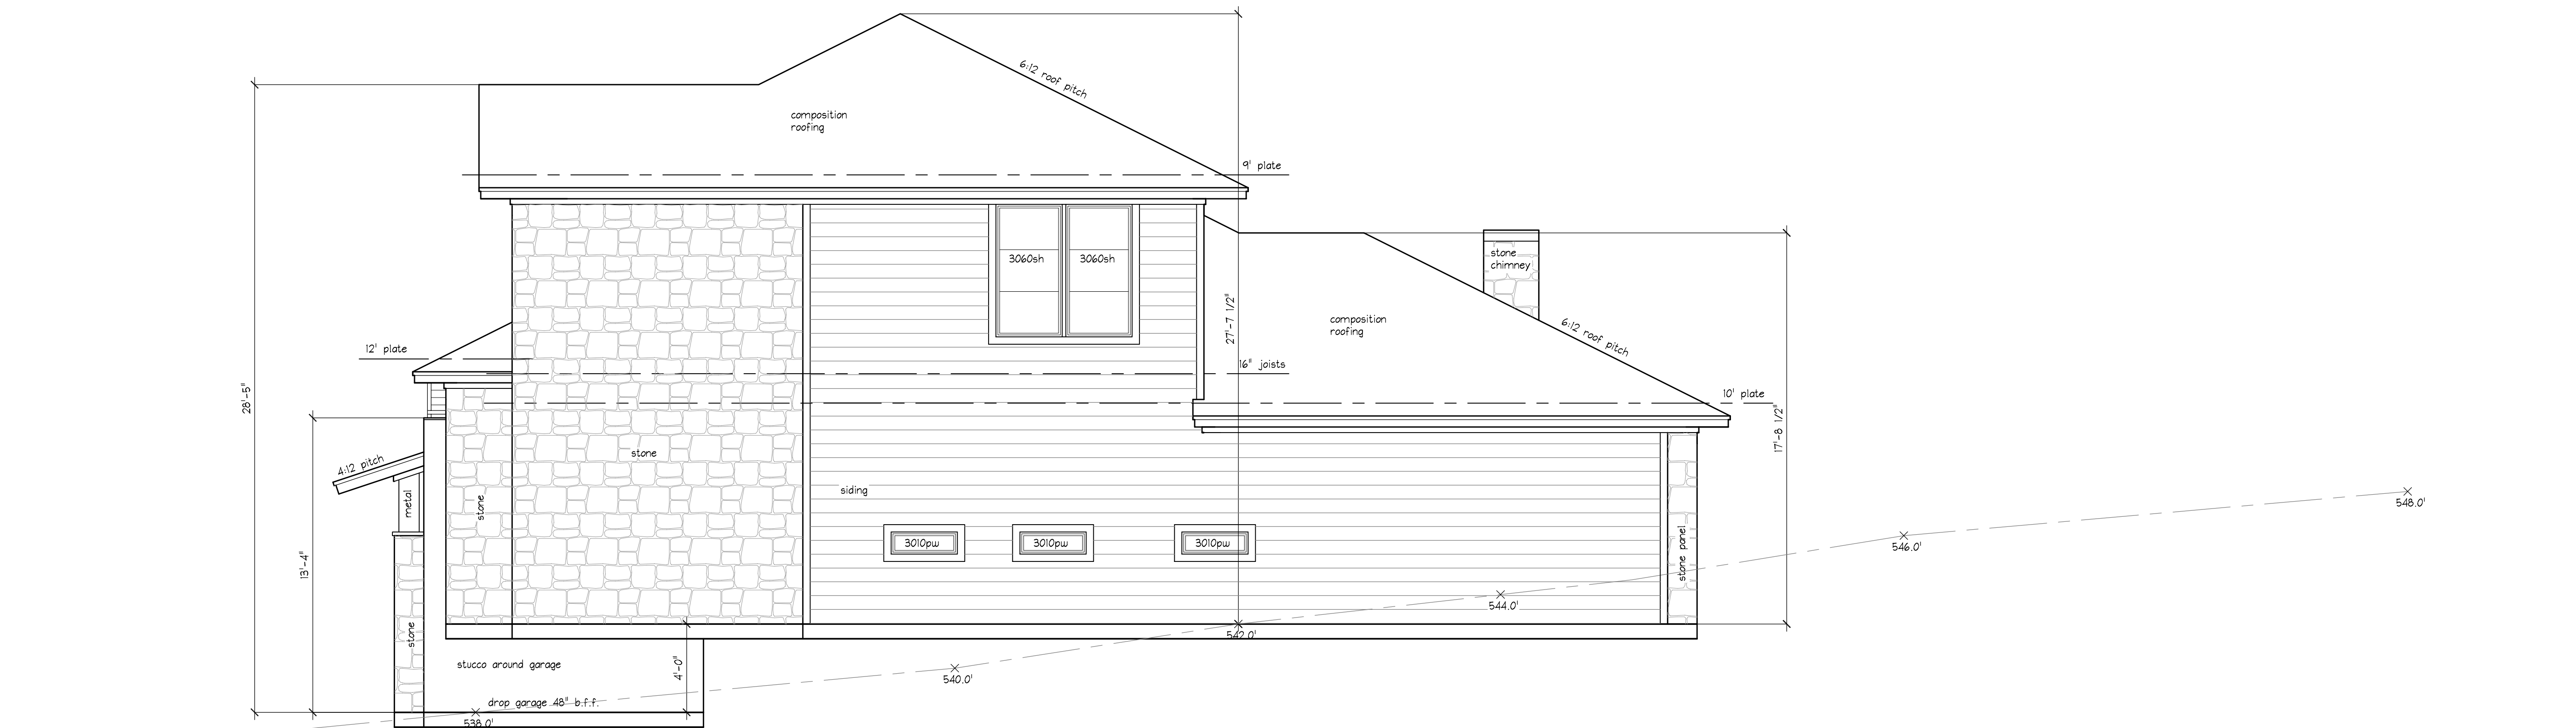 6:12 roof pitch
composition
roofing
9' plate
3060sh
3060sh
stone
chimney
27'-7 1/2"
composition
roofing
6:12 roof pitch
12' plate
16" joists
10' plate
28'-5"
17'-8 1/2"
4:12 pitch
stone
metal
stone
siding
548.0'
3010pw
3010pw
3010pw
546.0'
stone panel
13'-4"
544.0'
stone
542.0'
stucco around garage
4'-0"
540.0'
drop garage 48" b.f.f.
538.0'